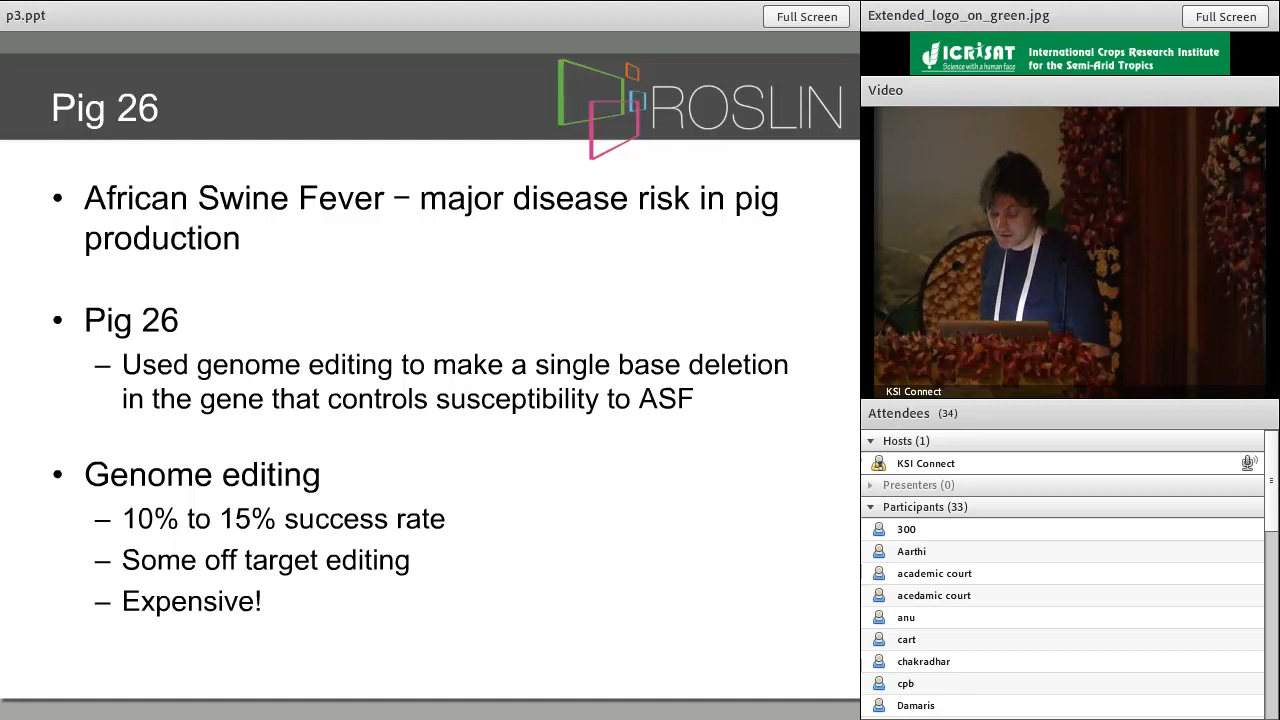 p3.ppt
Full Screen
Pig 26
ROSLIN
• African Swine Fever – major disease risk in pig
production
• Pig 26
– Used genome editing to make a single base deletion
in the gene that controls susceptibility to ASF
• Genome editing
– 10% to 15% success rate
– Some off target editing
– Expensive!
Extended_logo_on_green.jpg
Full Screen
ICRISAT
Science with a human face
International Crops Research Institute
for the Semi-Arid Tropics
Video
KSI Connect
Attendees (34)
Hosts (1)
KSI Connect
Presenters (0)
Participants (33)
300
Aarthi
academic court
acedamic court
anu
cart
chakradhar
cpb
Damaris